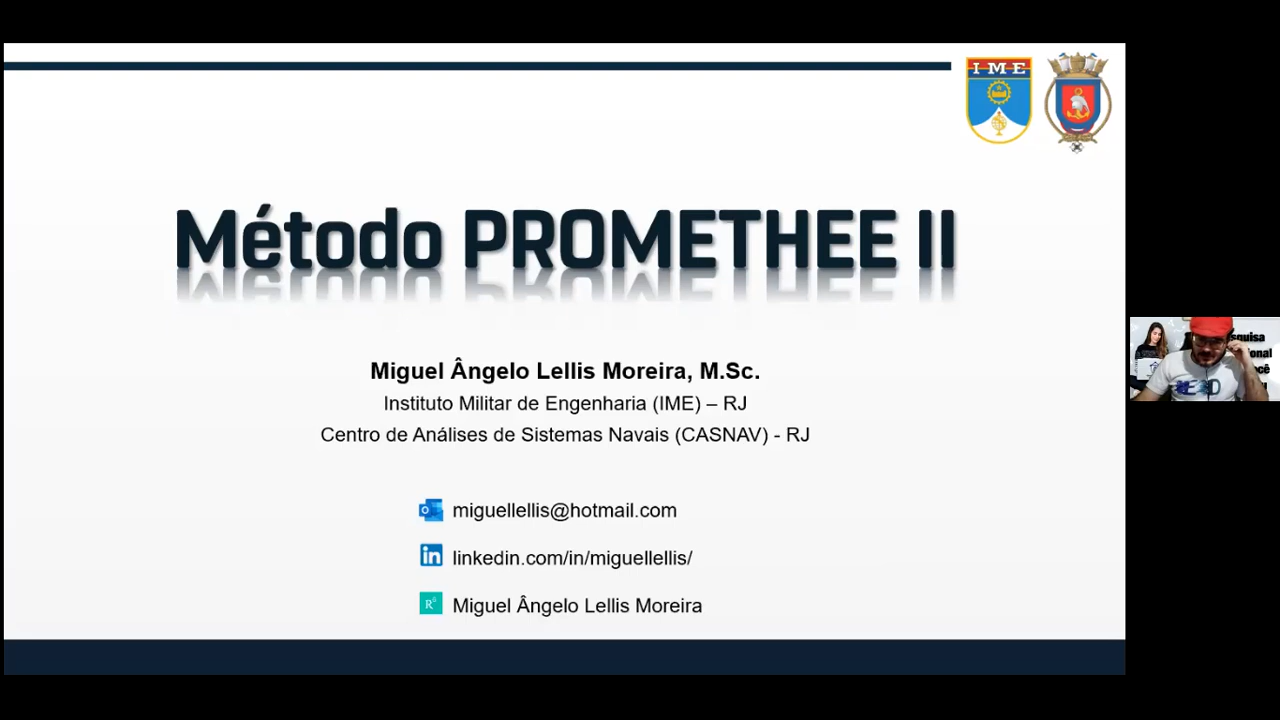 IME
Método PROMETHEE II
Miguel Ângelo Lellis Moreira, M.Sc.
Instituto Militar de Engenharia (IME) – RJ
Centro de Análises de Sistemas Navais (CASNAV) - RJ
miguellellis@hotmail.com
in linkedin.com/in/miguellellis/
R Miguel Ângelo Lellis Moreira